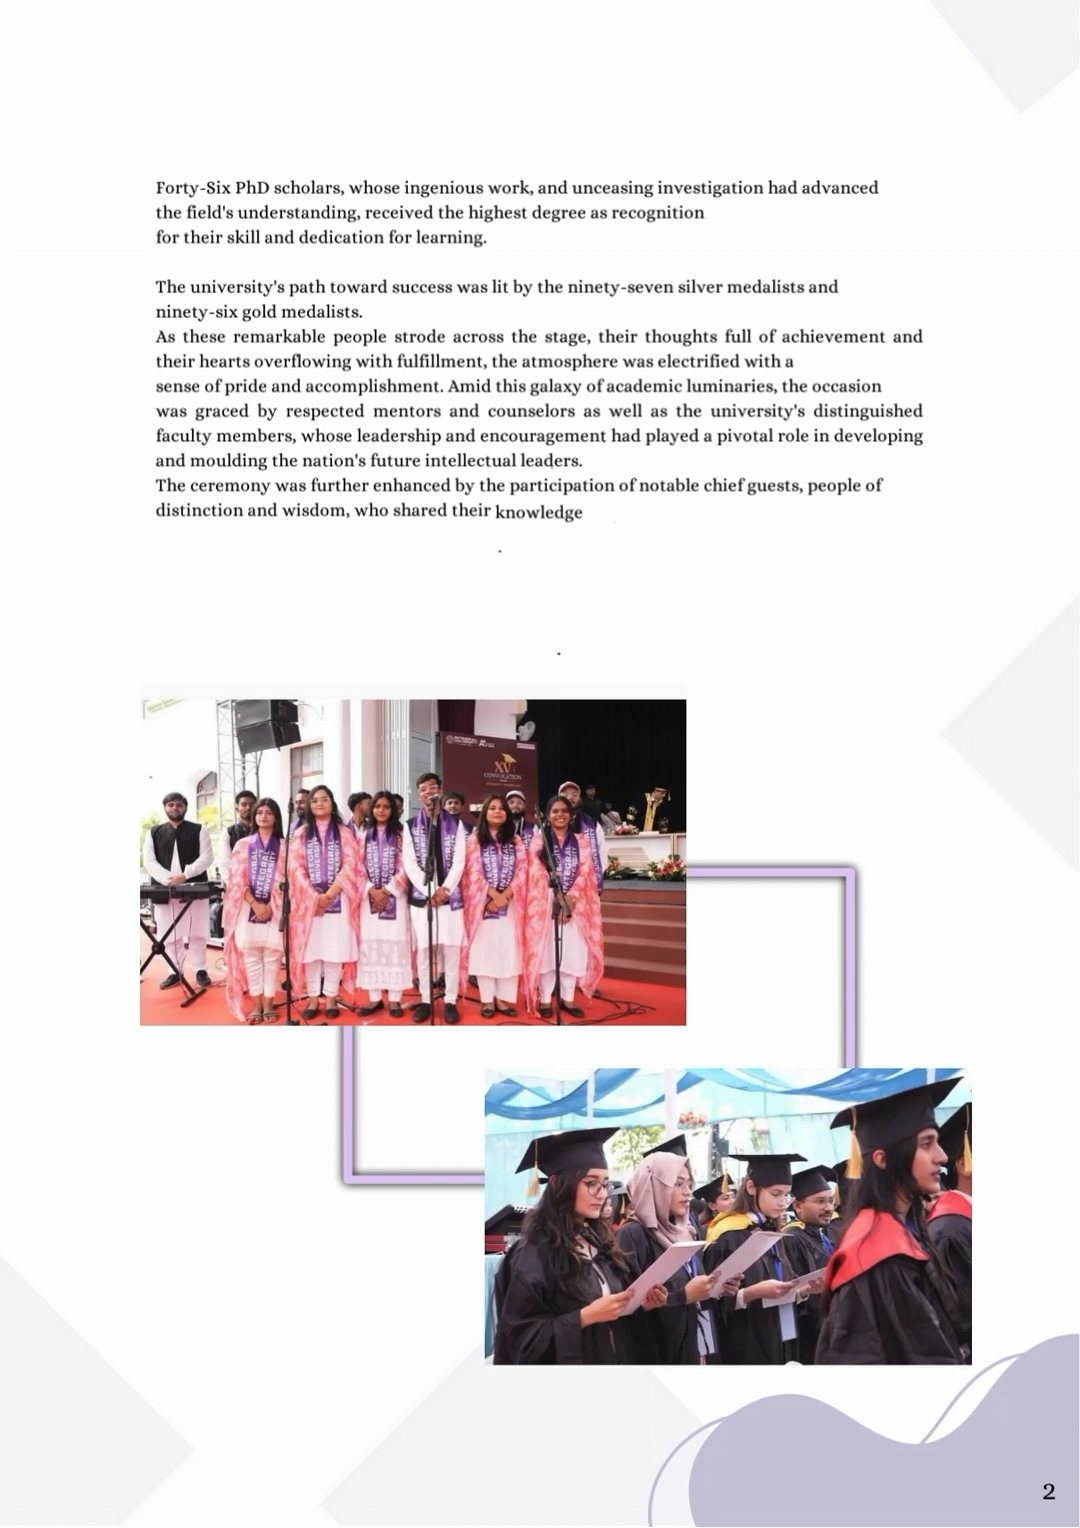 Forty-Six PhD scholars, whose ingenious work, and unceasing investigation had advanced
the field's understanding, received the highest degree as recognition
for their skill and dedication for learning.
The university's path toward success was lit by the ninety-seven silver medalists and
ninety-six gold medalists.
As these remarkable people strode across the stage, their thoughts full of achievement and
their hearts overflowing with fulfillment, the atmosphere was electrified with a
sense of pride and accomplishment. Amid this galaxy of academic luminaries, the occasion
was graced by respected mentors and counselors as well as the university's distinguished
faculty members, whose leadership and encouragement had played a pivotal role in developing
and moulding the nation's future intellectual leaders.
The ceremony was further enhanced by the participation of notable chief guests, people of
distinction and wisdom, who shared their knowledge
.
.
XV
CONVOCATION
INTEGRAL
UNIVERSITY
INTEGRAL
UNIVERSITY
2